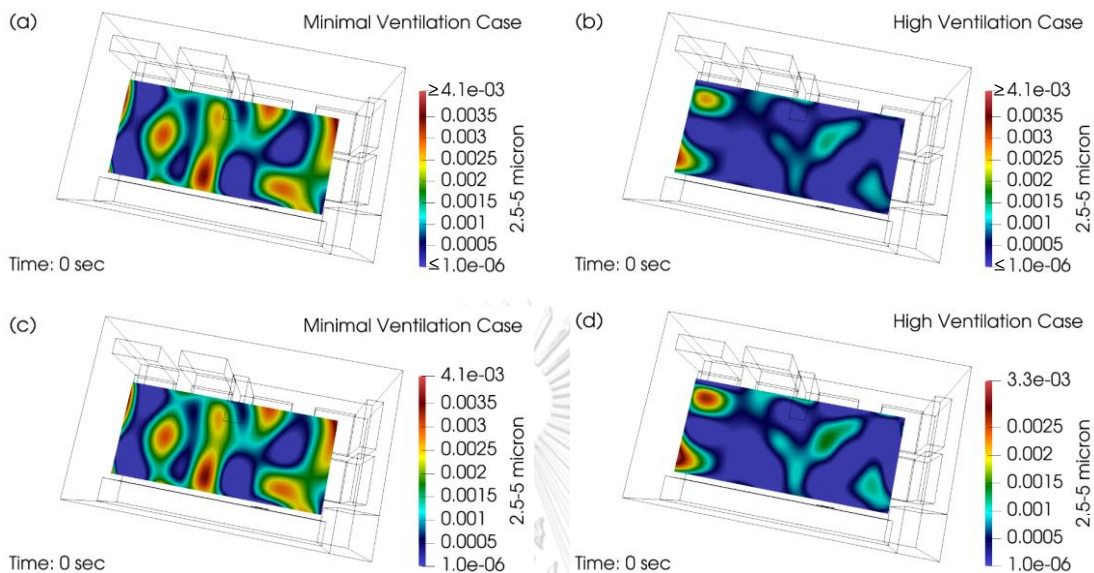 (a) Minimal Ventilation Case
≥ 4.1e-03
0.0035
0.003
0.0025
0.002
0.0015
0.001
0.0005
≤ 1.0e-06
2.5-5 micron
Time: 0 sec
(b) High Ventilation Case
≥ 4.1e-03
0.0035
0.003
0.0025
0.002
0.0015
0.001
0.0005
≤ 1.0e-06
2.5-5 micron
Time: 0 sec
(c) Minimal Ventilation Case
4.1e-03
0.0035
0.003
0.0025
0.002
0.0015
0.001
0.0005
1.0e-06
2.5-5 micron
Time: 0 sec
(d) High Ventilation Case
3.3e-03
0.0025
0.002
0.0015
0.001
0.0005
1.0e-06
2.5-5 micron
Time: 0 sec